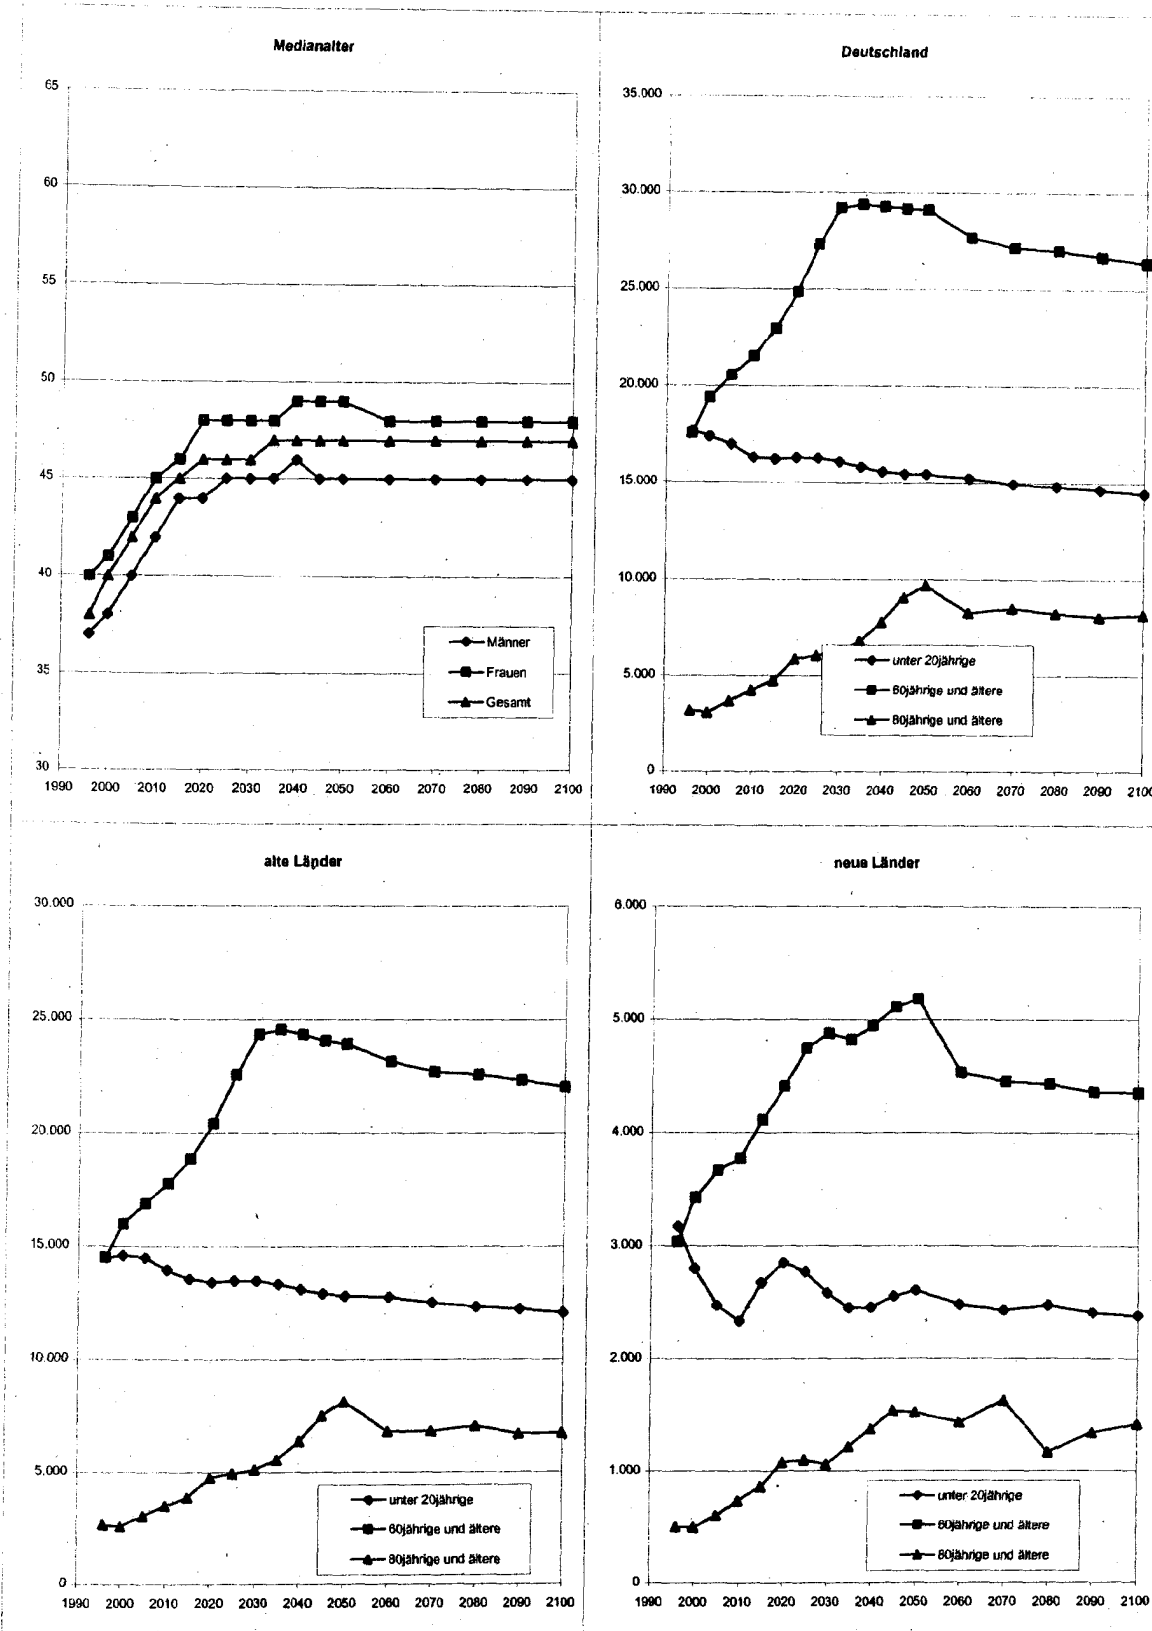 Medianalter
65
60
55
50
45
40
35
30
1990 2000 2010 2020 2030 2040 2050 2060 2070 2080 2090 2100
Männer
Frauen
Gesamt
Deutschland
35.000
30.000
25.000
20.000
15.000
10.000
5.000
0
1990 2000 2010 2020 2030 2040 2050 2060 2070 2080 2090 2100
unter 20jährige
60jährige und ältere
80jährige und ältere
alte Länder
30.000
25.000
20.000
15.000
10.000
5.000
0
1990 2000 2010 2020 2030 2040 2050 2060 2070 2080 2090 2100
unter 20jährige
60jährige und ältere
80jährige und ältere
neue Länder
6.000
5.000
4.000
3.000
2.000
1.000
0
1990 2000 2010 2020 2030 2040 2050 2060 2070 2080 2090 2100
unter 20jährige
60jährige und ältere
80jährige und ältere